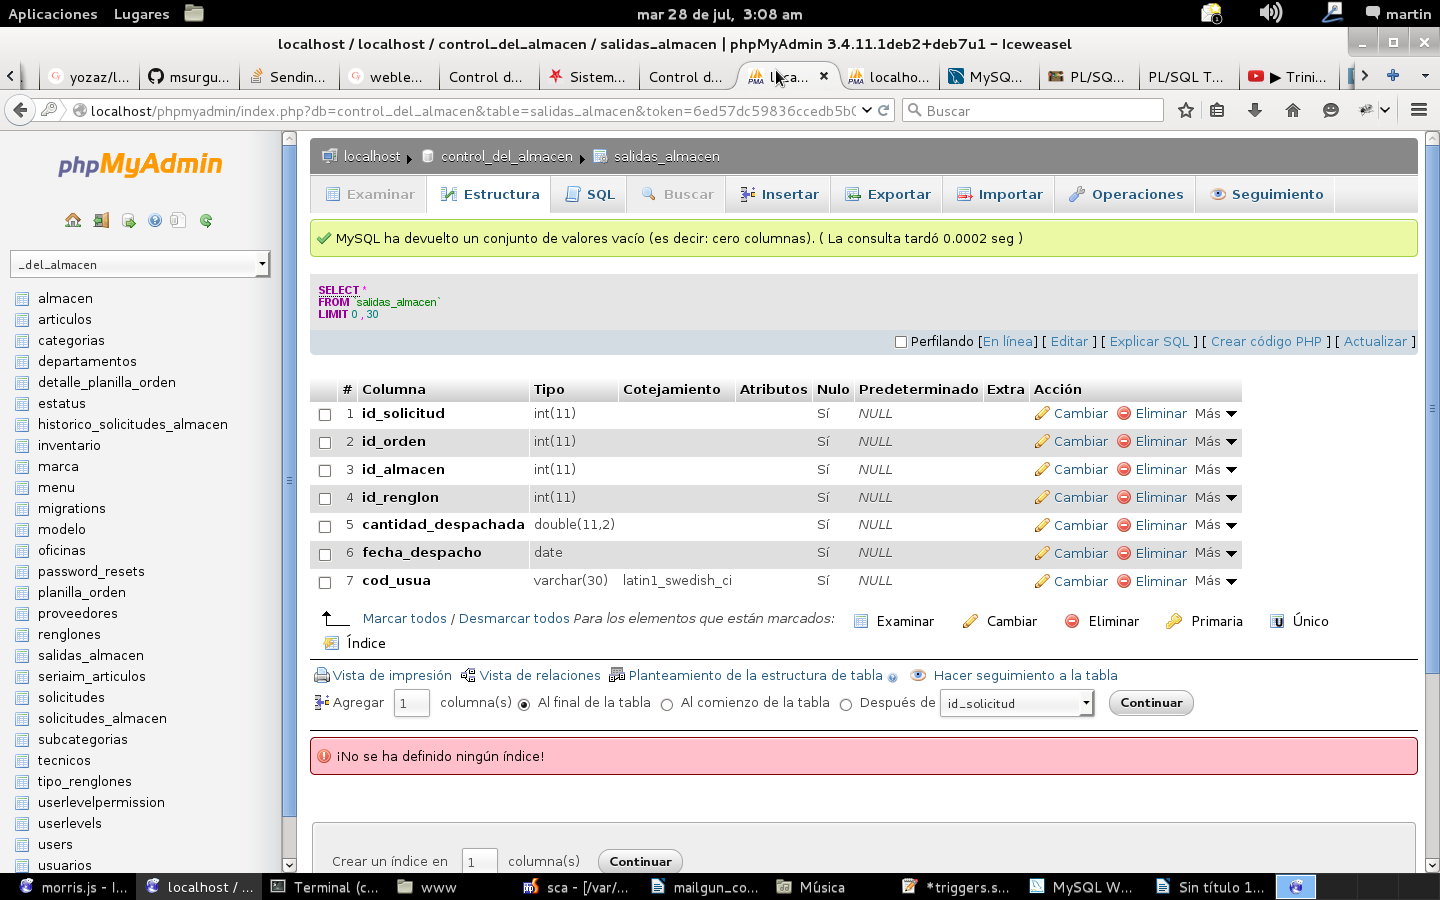 Aplicaciones Lugares mar 28 de jul, 3:08 am martin
localhost / localhost / control_del_almacen / salidas_almacen | phpMyAdmin 3.4.11.1deb2+deb7u1 – Iceweasel
yozaz/l... msurgu... Sendin... weble... Control d... Sistem... Control d... loca... localho... MySQ... PL/SQ... PL/SQL T... ▶ Trini...
localhost/phpmyadmin/index.php?db=control_del_almacen&table=salidas_almacen&token=6ed57dc59836ccedb5b0 Buscar
phpMyAdmin
localhost ▸ control_del_almacen ▸ salidas_almacen
Examinar Estructura SQL Buscar Insertar Exportar Importar Operaciones Seguimiento
MySQL ha devuelto un conjunto de valores vacío (es decir: cero columnas). ( La consulta tardó 0.0002 seg )
SELECT *
FROM `salidas_almacen`
LIMIT 0 , 30
Perfilando [En línea] [ Editar ] [ Explicar SQL ] [ Crear código PHP ] [ Actualizar ]
_del_almacen
almacen
articulos
categorias
departamentos
detalle_planilla_orden
estatus
historico_solicitudes_almacen
inventario
marca
menu
migrations
modelo
oficinas
password_resets
planilla_orden
proveedores
renglones
salidas_almacen
seriaim_articulos
solicitudes
solicitudes_almacen
subcategorias
tecnicos
tipo_renglones
userlevelpermission
userlevels
users
usuarios
# Columna Tipo Cotejamiento Atributos Nulo Predeterminado Extra Acción
1 id_solicitud int(11) Sí NULL Cambiar Eliminar Más
2 id_orden int(11) Sí NULL Cambiar Eliminar Más
3 id_almacen int(11) Sí NULL Cambiar Eliminar Más
4 id_renglon int(11) Sí NULL Cambiar Eliminar Más
5 cantidad_despachada double(11,2) Sí NULL Cambiar Eliminar Más
6 fecha_despacho date Sí NULL Cambiar Eliminar Más
7 cod_usua varchar(30) latin1_swedish_ci Sí NULL Cambiar Eliminar Más
Marcar todos / Desmarcar todos Para los elementos que están marcados: Examinar Cambiar Eliminar Primaria Único
Índice
Vista de impresión Vista de relaciones Planteamiento de la estructura de tabla Hacer seguimiento a la tabla
Agregar 1 columna(s) Al final de la tabla Al comienzo de la tabla Después de id_solicitud Continuar
¡No se ha definido ningún índice!
Crear un índice en 1 columna(s) Continuar
morris.js - I... localhost / ... Terminal (c... www sca - [/var/... mailgun_co... Música *triggers.s... MySQL W... Sin título 1...